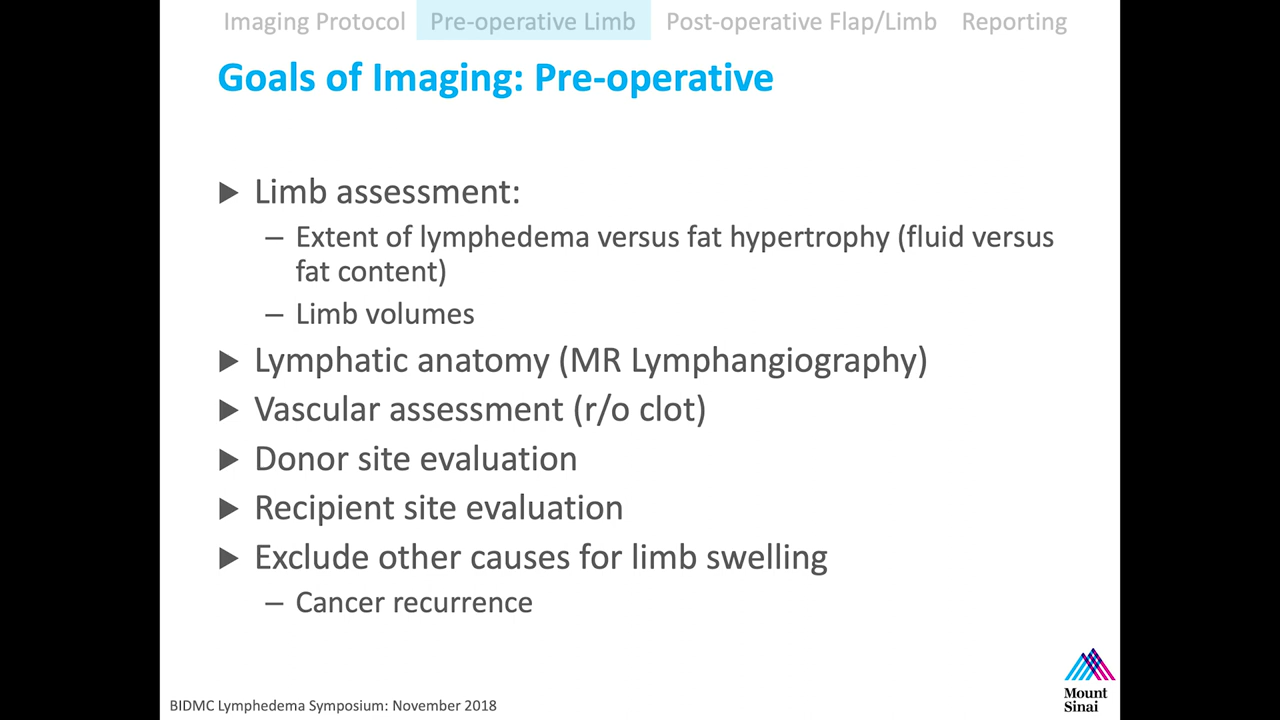 Imaging Protocol Pre-operative Limb Post-operative Flap/Limb Reporting
Goals of Imaging: Pre-operative
▶ Limb assessment:
– Extent of lymphedema versus fat hypertrophy (fluid versus
fat content)
– Limb volumes
▶ Lymphatic anatomy (MR Lymphangiography)
▶ Vascular assessment (r/o clot)
▶ Donor site evaluation
▶ Recipient site evaluation
▶ Exclude other causes for limb swelling
– Cancer recurrence
Mount
Sinai
BIDMC Lymphedema Symposium: November 2018